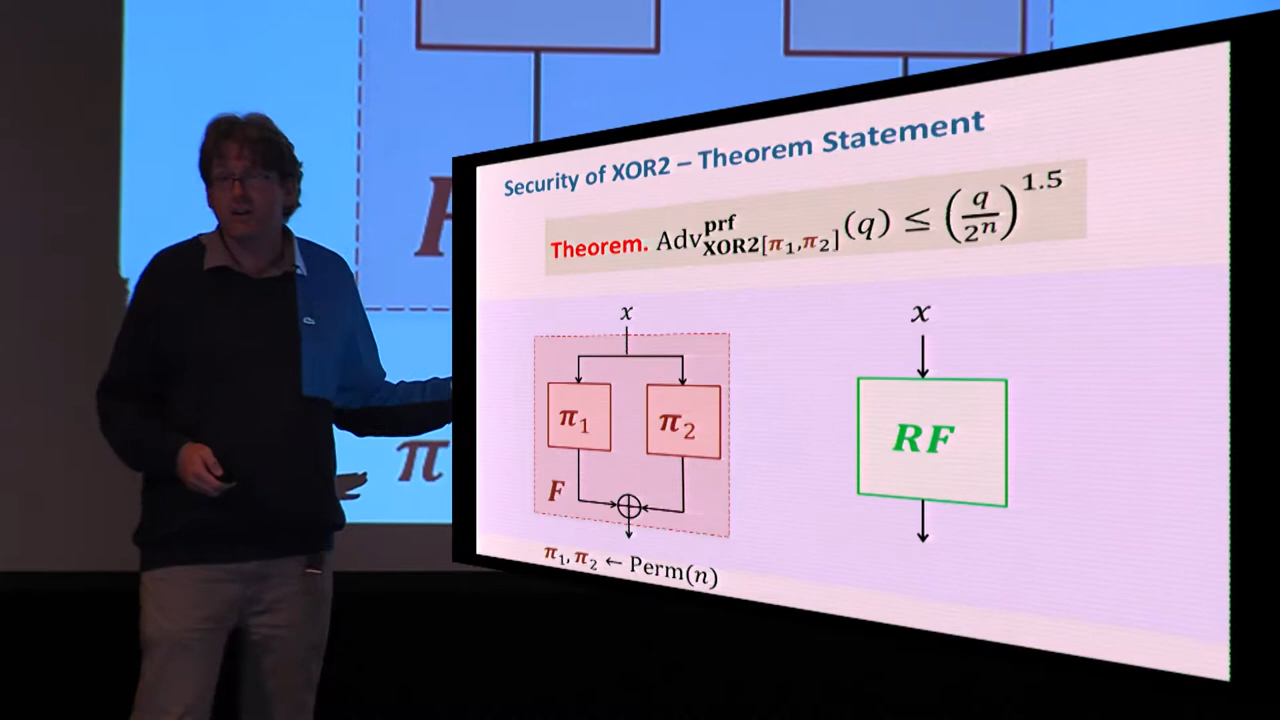 Security of XOR2 – Theorem Statement
Theorem. Adv^prf_XOR2[π₁,π₂](q) ≤ (q/2ⁿ)^1.5
x
x
π₁
π₂
RF
F
π₁, π₂ ← Perm(n)
π